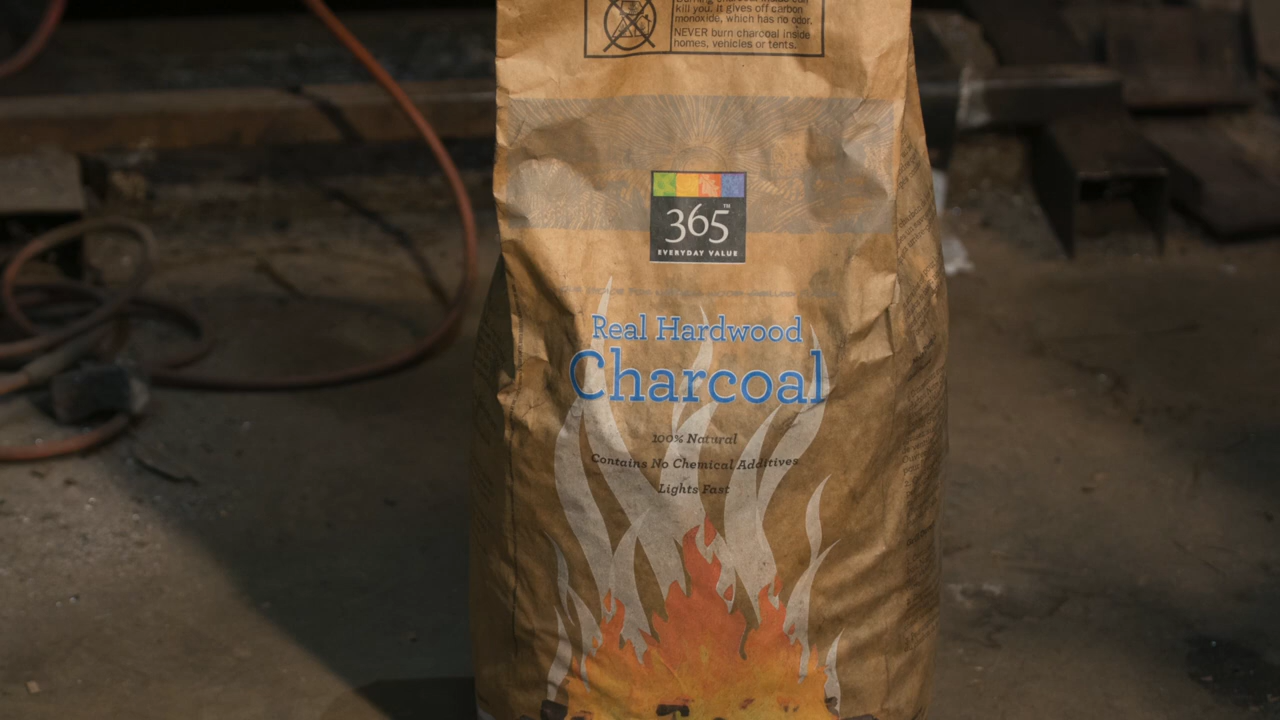 kill you. It gives off carbon
monoxide, which has no odor.
NEVER burn charcoal inside
homes, vehicles or tents.
365™
EVERYDAY VALUE
Real Hardwood
Charcoal
100% Natural
Contains No Chemical Additives
Lights Fast